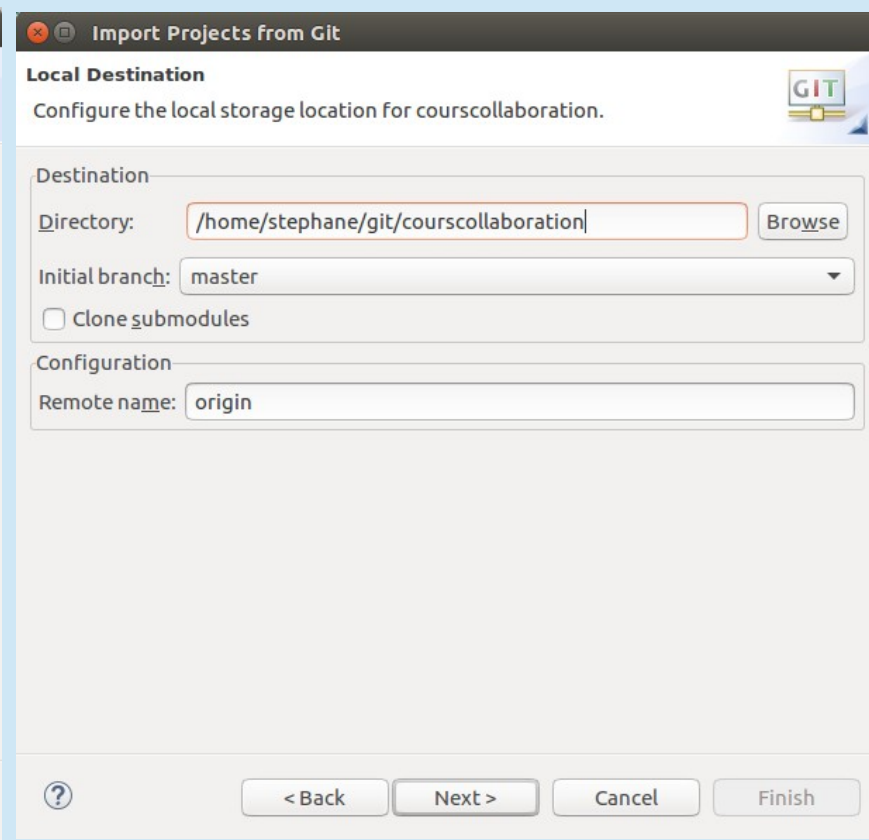 Import Projects from Git
Local Destination
Configure the local storage location for courscollaboration.
GIT
Destination
Directory: /home/stephane/git/courscollaboration Browse
Initial branch: master
Clone submodules
Configuration
Remote name: origin
? < Back Next > Cancel Finish